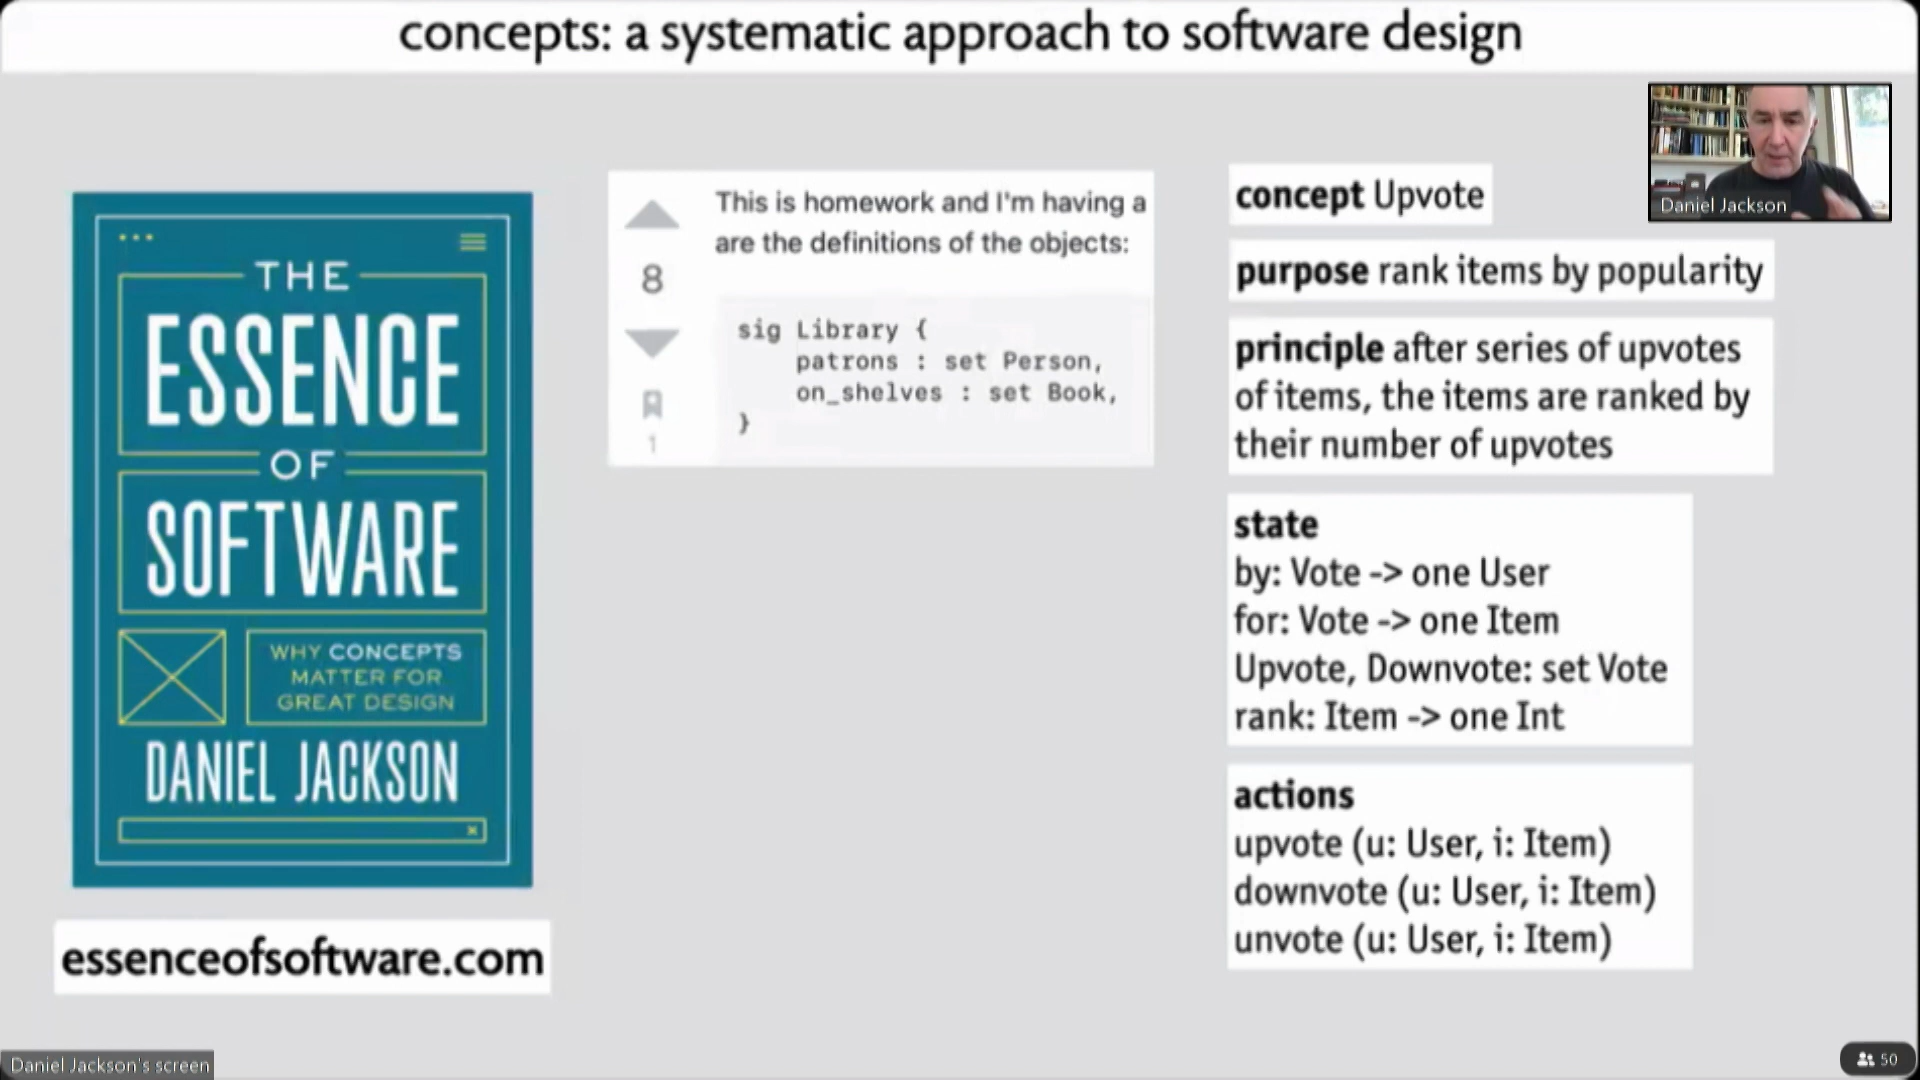 concepts: a systematic approach to software design
THE
ESSENCE
OF
SOFTWARE
WHY CONCEPTS
MATTER FOR
GREAT DESIGN
DANIEL JACKSON
essenceofsoftware.com
This is homework and I'm having a
are the definitions of the objects:
8
sig Library {
patrons : set Person,
on_shelves : set Book,
}
1
concept Upvote
purpose rank items by popularity
principle after series of upvotes
of items, the items are ranked by
their number of upvotes
state
by: Vote -> one User
for: Vote -> one Item
Upvote, Downvote: set Vote
rank: Item -> one Int
actions
upvote (u: User, i: Item)
downvote (u: User, i: Item)
unvote (u: User, i: Item)
Daniel Jackson
Daniel Jackson's screen
50